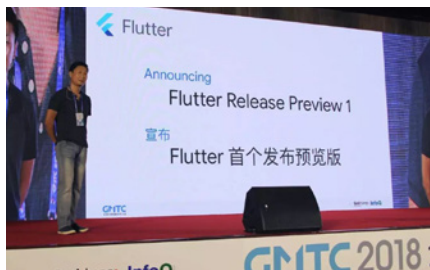 Flutter
Announcing
Flutter Release Preview 1
宣布
Flutter 首个发布预览版
GMTC
InfoQ
GMTC 2018